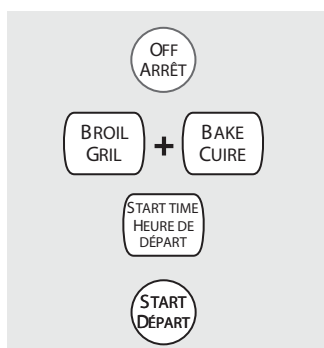 OFF
ARRÊT
BROIL
GRIL
+
BAKE
CUIRE
START TIME
HEURE DE
DÉPART
START
DÉPART